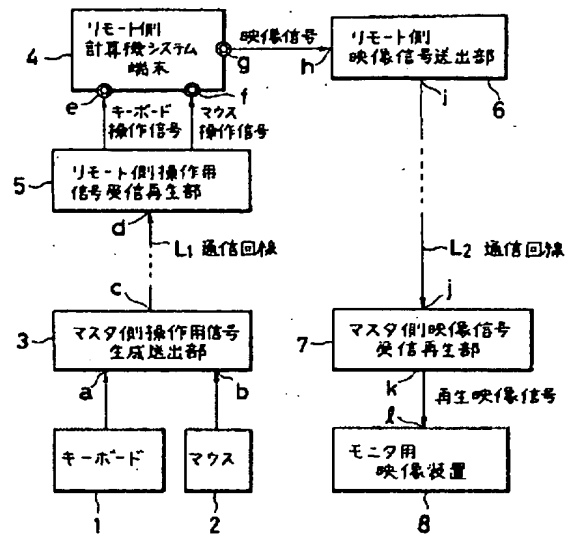 4
リモート側
計算機システム
端末
g
映像信号
h
リモート側
映像信号送出部
6
i
e
f
キーボード
操作信号
マウス
操作信号
5
リモート側操作用
信号受信再生部
d
L1 通信回線
L2 通信回線
c
j
3
マスタ側操作用信号
生成送出部
7
マスタ側映像信号
受信再生部
a
b
k
再生映像信号
l
キーボード
マウス
モニタ用
映像装置
1
2
8